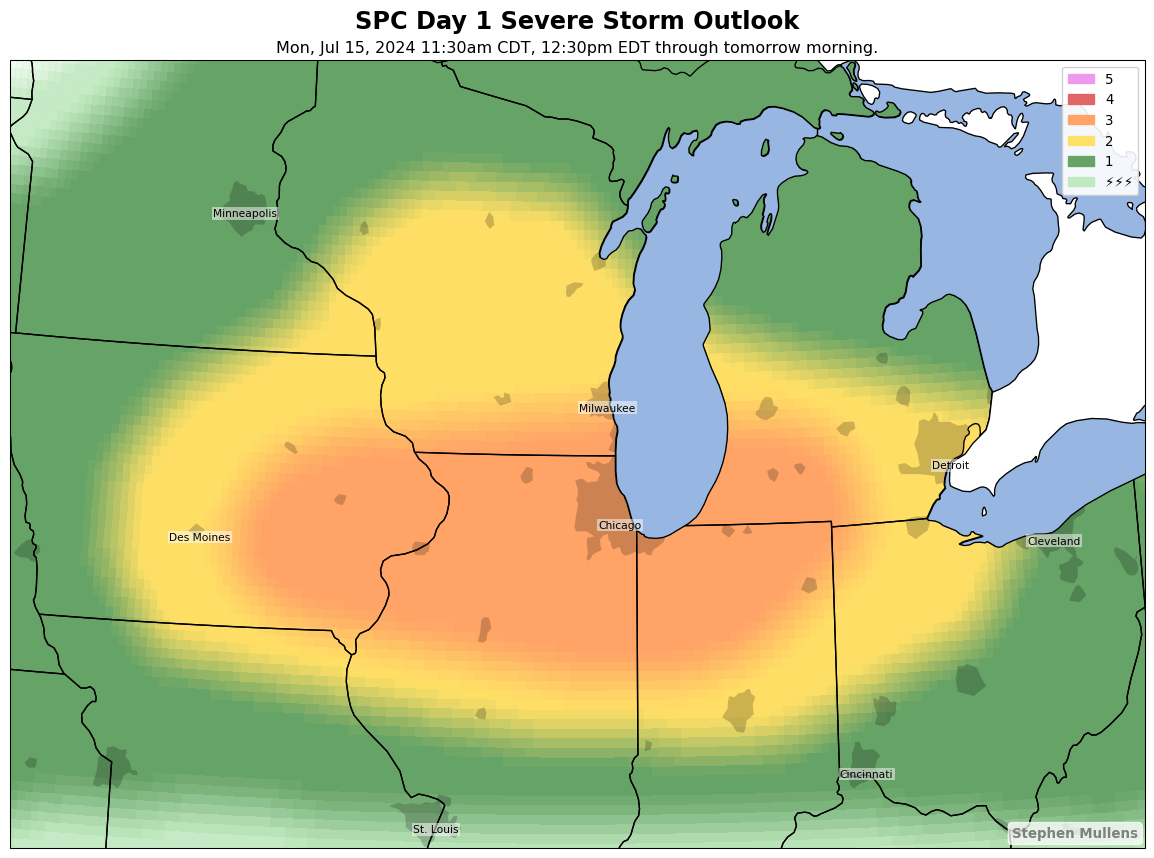 SPC Day 1 Severe Storm Outlook
Mon, Jul 15, 2024 11:30am CDT, 12:30pm EDT through tomorrow morning.
5
4
3
2
1
⚡⚡⚡
Minneapolis
Milwaukee
Detroit
Chicago
Des Moines
Cleveland
Cincinnati
St. Louis
Stephen Mullens